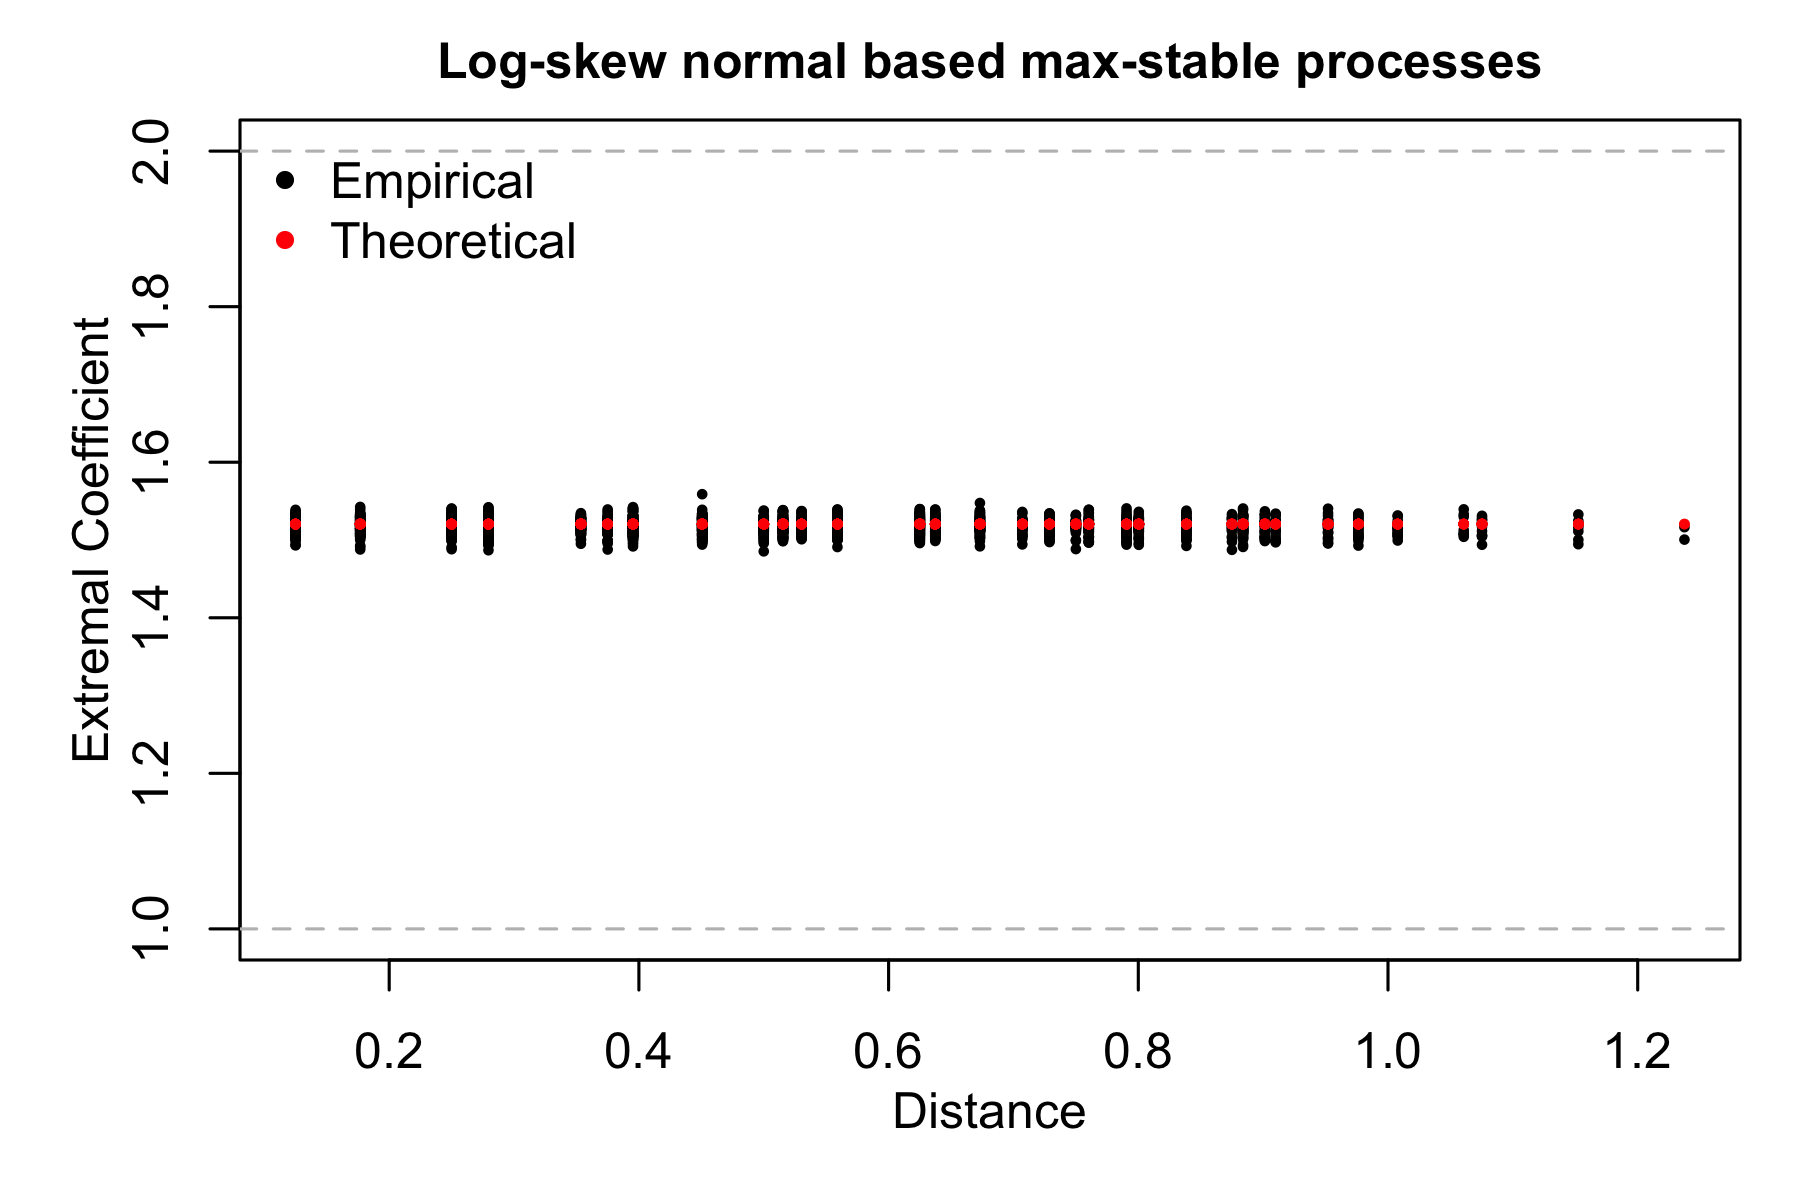 Log-skew normal based max-stable processes
Extremal Coefficient
2.0
1.8
1.6
1.4
1.2
1.0
Empirical
Theoretical
0.2 0.4 0.6 0.8 1.0 1.2
Distance